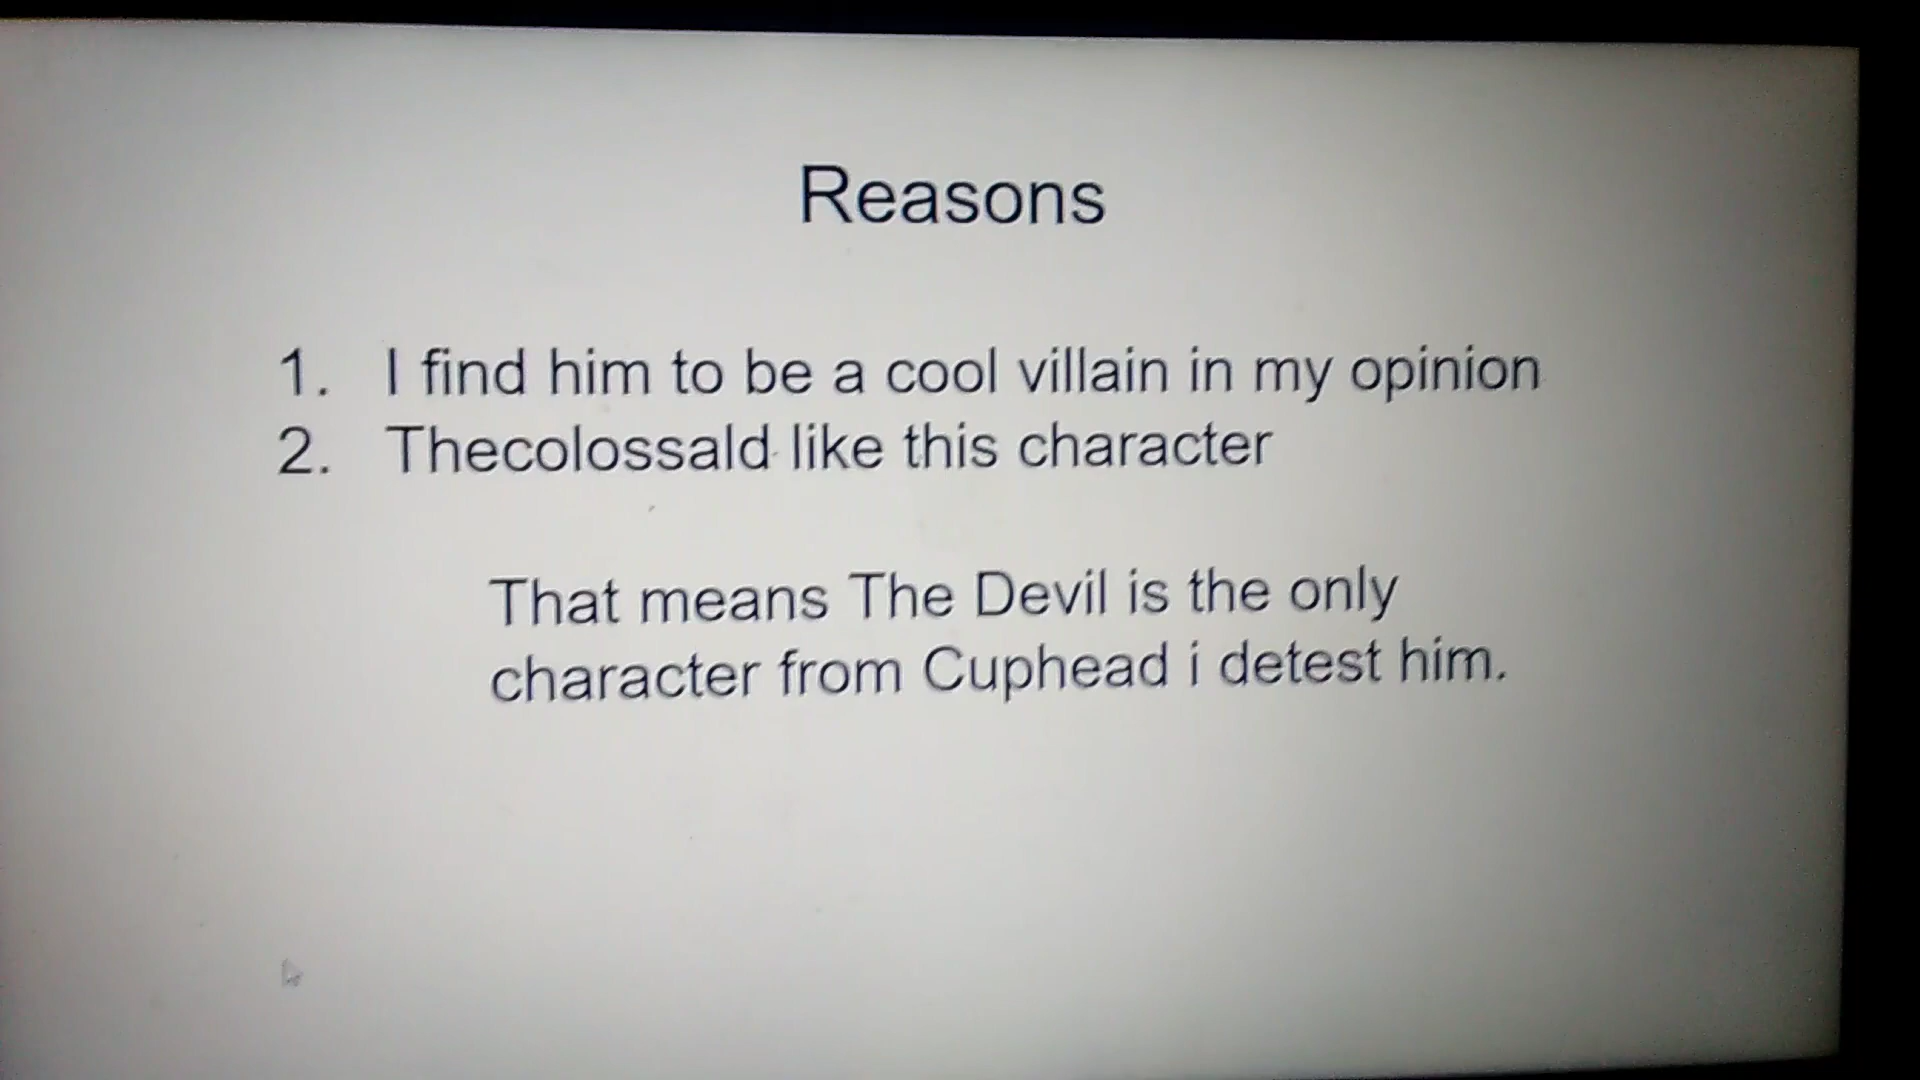 Reasons
1. I find him to be a cool villain in my opinion
2. Thecolossald like this character
That means The Devil is the only
character from Cuphead i detest him.